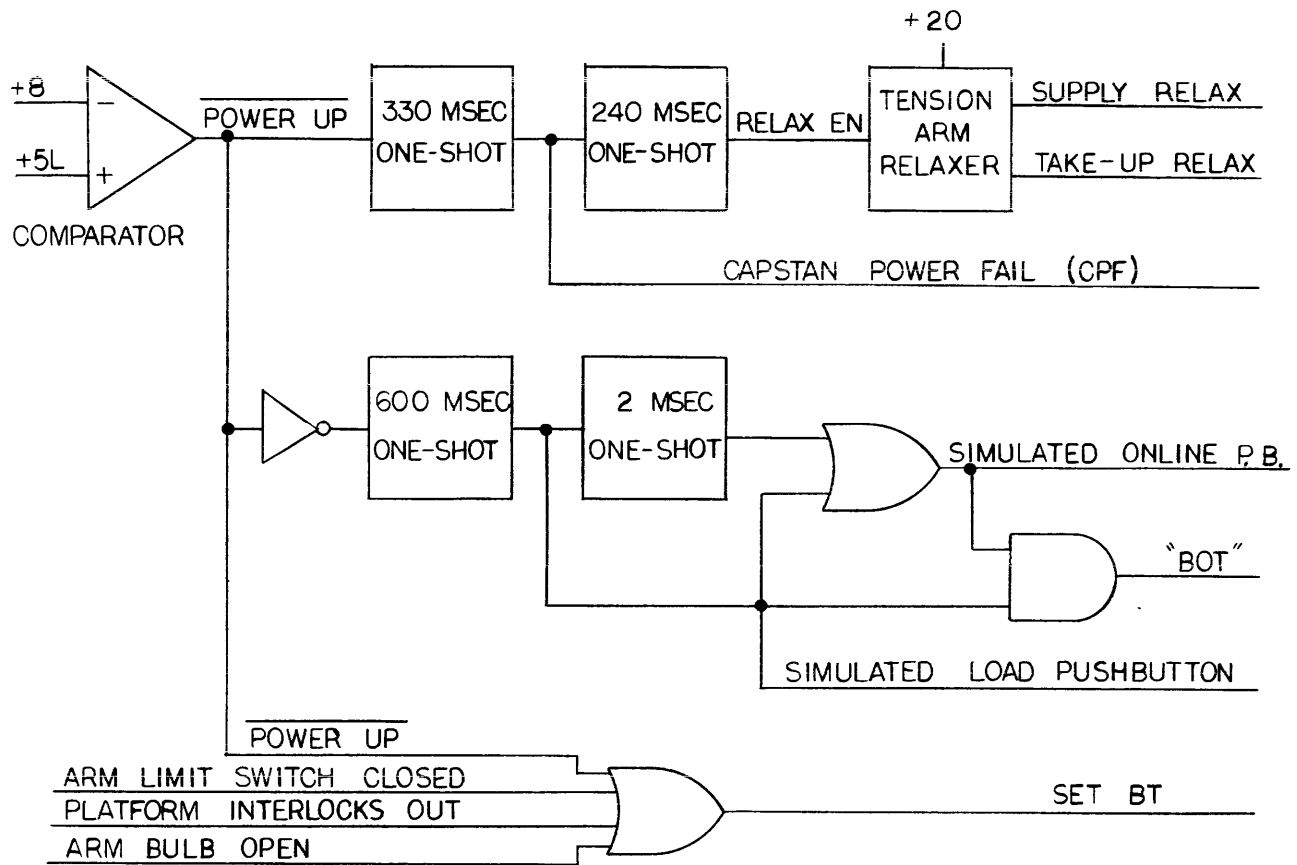 +20
+8
−
+5L
+
COMPARATOR
POWER UP
330 MSEC
ONE-SHOT
240 MSEC
ONE-SHOT
RELAX EN
TENSION
ARM
RELAXER
SUPPLY RELAX
TAKE-UP RELAX
CAPSTAN POWER FAIL (CPF)
600 MSEC
ONE-SHOT
2 MSEC
ONE-SHOT
SIMULATED ONLINE P.B.
"BOT"
SIMULATED LOAD PUSHBUTTON
POWER UP
ARM LIMIT SWITCH CLOSED
PLATFORM INTERLOCKS OUT
ARM BULB OPEN
SET BT